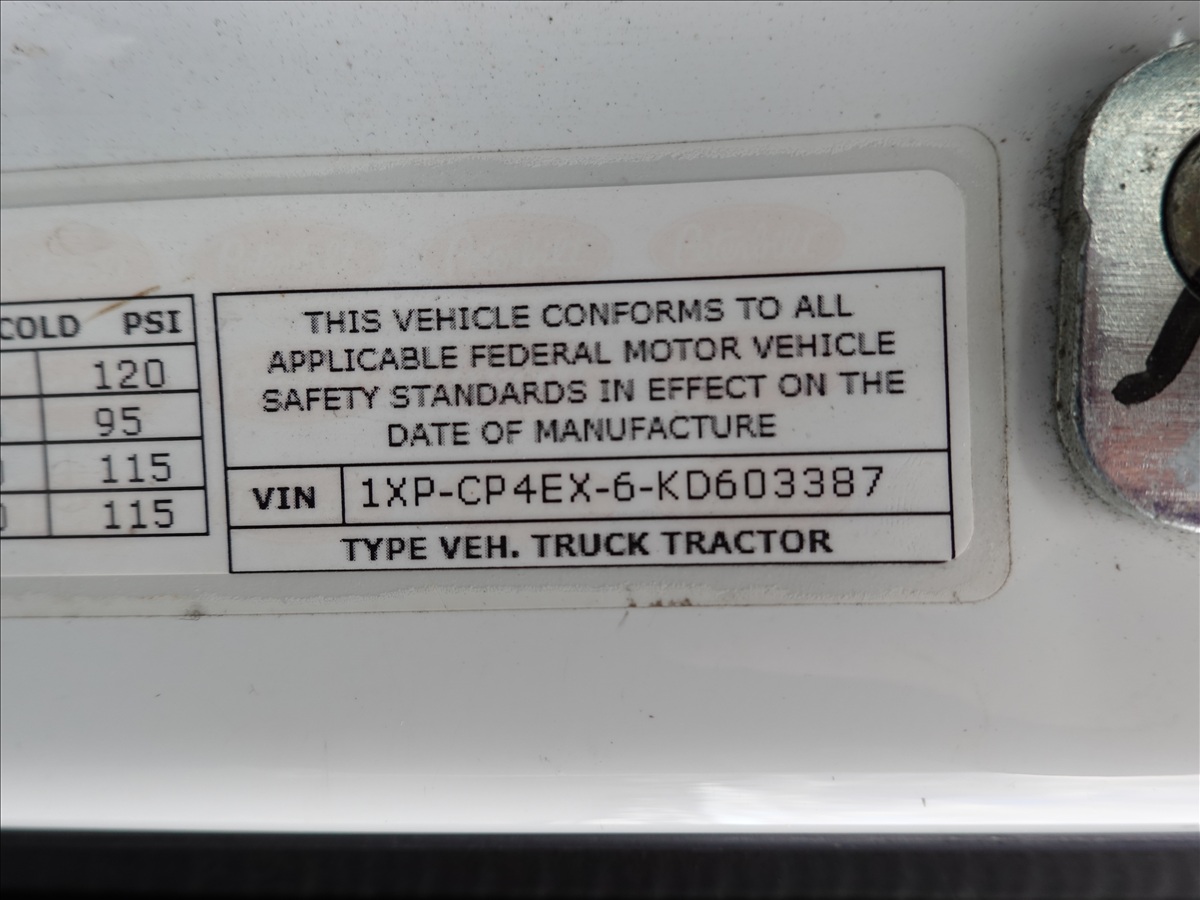 COLD PSI
120
95
115
115
THIS VEHICLE CONFORMS TO ALL
APPLICABLE FEDERAL MOTOR VEHICLE
SAFETY STANDARDS IN EFFECT ON THE
DATE OF MANUFACTURE
VIN 1XP-CP4EX-6-KD603387
TYPE VEH. TRUCK TRACTOR